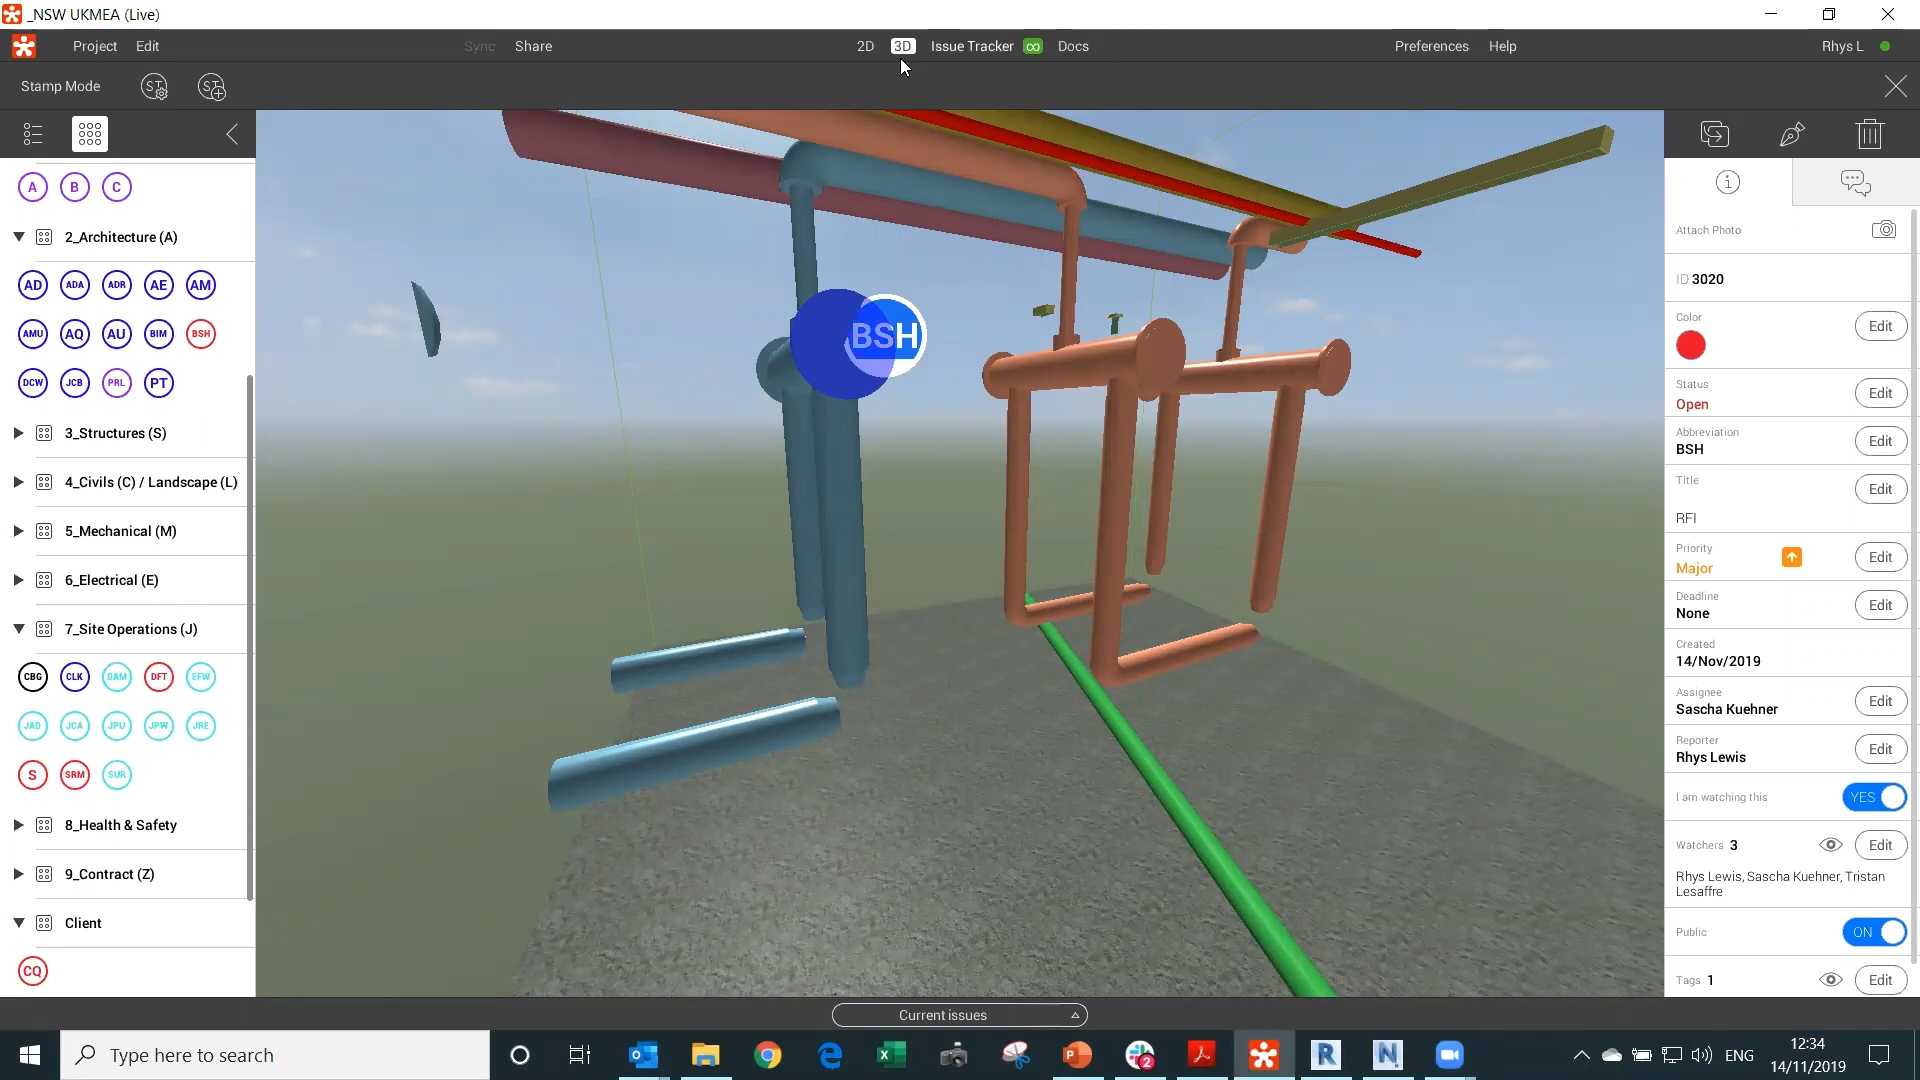 _NSW UKMEA (Live)
Project Edit Sync Share 2D 3D Issue Tracker Docs Preferences Help Rhys L
Stamp Mode ST ST
A B C
2_Architecture (A)
AD ADA ADR AE AM
AMU AQ AU BIM BSH
DCW JCB PRL PT
3_Structures (S)
4_Civils (C) / Landscape (L)
5_Mechanical (M)
6_Electrical (E)
7_Site Operations (J)
CBG CLK DAM DFT EFW
JAD JCA JPU JPW JRE
S SRM SUR
8_Health & Safety
9_Contract (Z)
Client
CQ
BSH
Attach Photo
ID 3020
Color
Edit
Status
Open
Edit
Abbreviation
BSH
Edit
Title
Edit
RFI
Priority
Major
Edit
Deadline
None
Edit
Created
14/Nov/2019
Assignee
Sascha Kuehner
Edit
Reporter
Rhys Lewis
Edit
I am watching this YES
Watchers 3 Edit
Rhys Lewis, Sascha Kuehner, Tristan
Lesaffre
Public ON
Tags 1 Edit
Current issues
Type here to search
2
ENG
12:34
14/11/2019